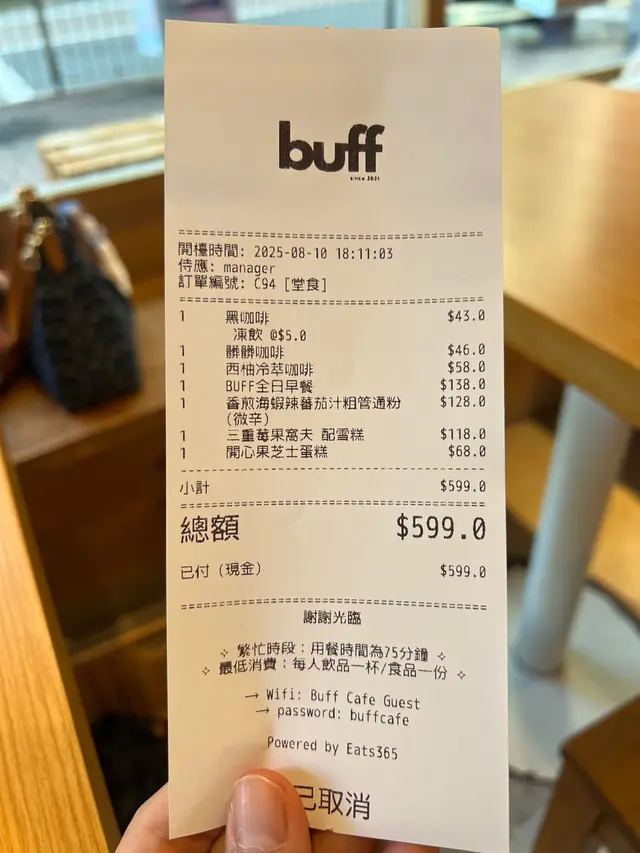 buff
since 2021
開檯時間: 2025-08-10 18:11:03
侍應: manager
訂單編號: C94 [堂食]
1 黑咖啡 $43.0
凍飲 @$5.0
1 髒髒咖啡 $46.0
1 西柚冷萃咖啡 $58.0
1 BUFF全日早餐 $138.0
1 香煎海蝦辣蕃茄汁粗管通粉 $128.0
(微辛)
1 三重莓果窩夫 配雪糕 $118.0
1 開心果芝士蛋糕 $68.0
小計 $599.0
總額 $599.0
已付 (現金) $599.0
謝謝光臨
✧ 繁忙時段：用餐時間為75分鐘 ✧
✧ 最低消費：每人飲品一杯/食品一份 ✧
→ Wifi: Buff Cafe Guest
→ password: buffcafe
Powered by Eats365
已取消